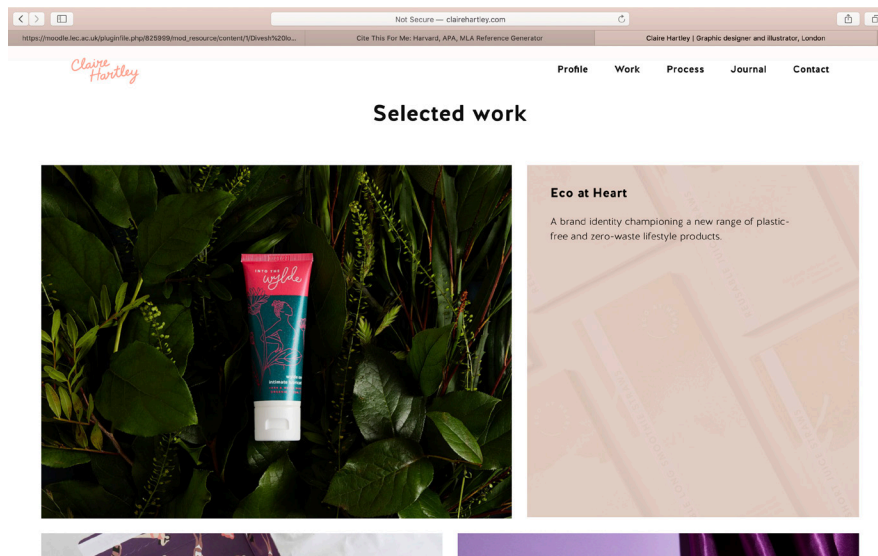 Not Secure — clairehartley.com
https://moodle.lec.ac.uk/pluginfile.php/825999/mod_resource/content/1/Divesh%20lo...
Cite This For Me: Harvard, APA, MLA Reference Generator
Claire Hartley | Graphic designer and illustrator, London
Claire
Hartley
Profile Work Process Journal Contact
Selected work
Eco at Heart
A brand identity championing a new range of plastic-
free and zero-waste lifestyle products.
INTO THE
wylde